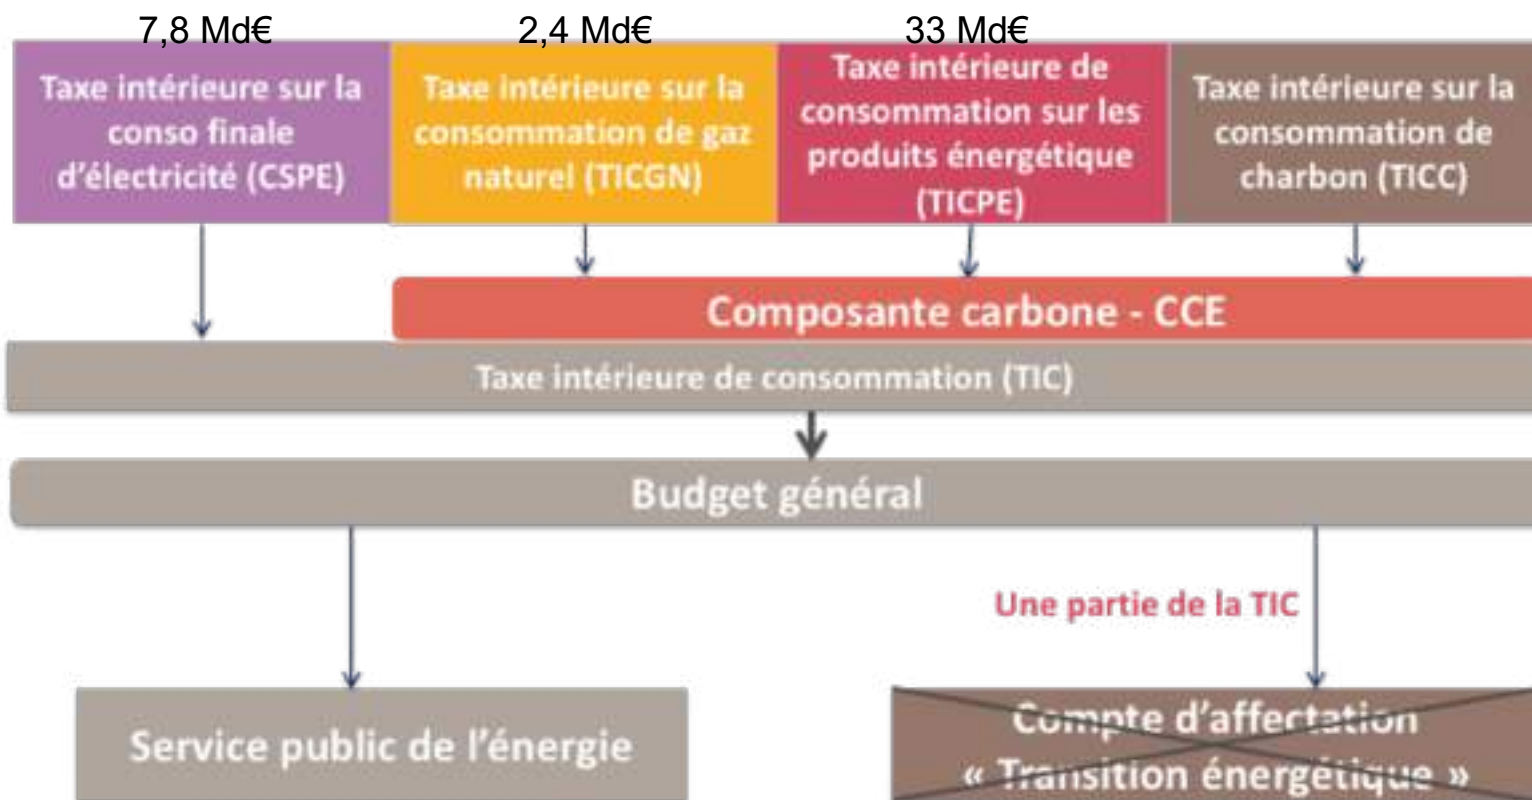 7,8 Md€
2,4 Md€
33 Md€
Taxe intérieure sur la
conso finale
d’électricité (CSPE)
Taxe intérieure sur la
consommation de gaz
naturel (TICGN)
Taxe intérieure de
consommation sur les
produits énergétique
(TICPE)
Taxe intérieure sur la
consommation de
charbon (TICC)
Composante carbone - CCE
Taxe intérieure de consommation (TIC)
Budget général
Une partie de la TIC
Service public de l’énergie
Compte d’affectation
« Transition énergétique »